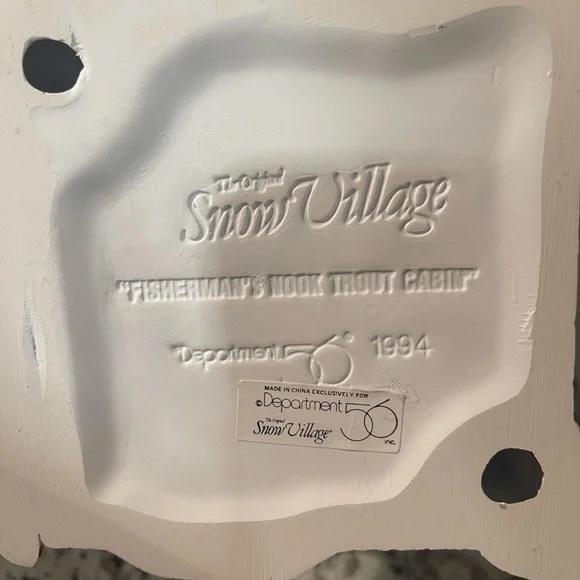 The Original
Snow Village
"FISHERMAN'S NOOK TROUT CABIN"
Department 56® 1994
MADE IN CHINA EXCLUSIVELY FOR
©Department 56 INC.
The Original
Snow Village®